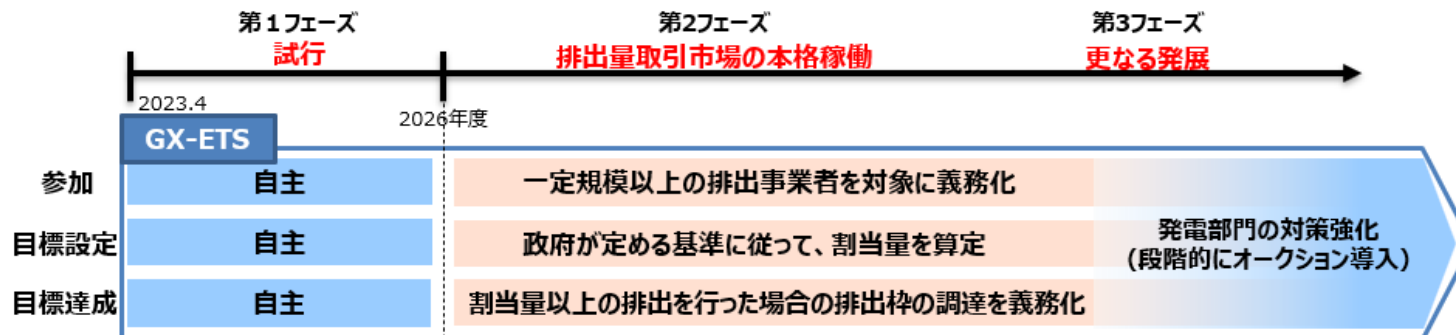 第１フェーズ
試行
第2フェーズ
排出量取引市場の本格稼働
第3フェーズ
更なる発展
2023.4
2026年度
GX-ETS
参加
自主
一定規模以上の排出事業者を対象に義務化
目標設定
自主
政府が定める基準に従って、割当量を算定
発電部門の対策強化
(段階的にオークション導入)
目標達成
自主
割当量以上の排出を行った場合の排出枠の調達を義務化